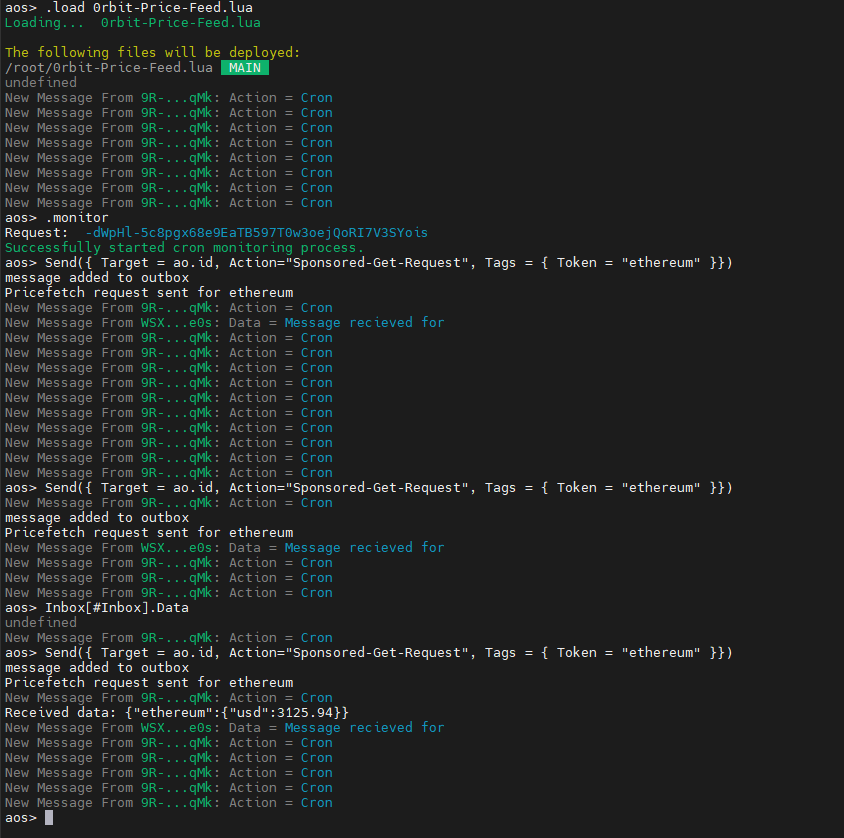 aos> .load 0rbit-Price-Feed.lua
Loading...  0rbit-Price-Feed.lua
The following files will be deployed:
/root/0rbit-Price-Feed.lua  MAIN
undefined
New Message From 9R-...qMk: Action = Cron
New Message From 9R-...qMk: Action = Cron
New Message From 9R-...qMk: Action = Cron
New Message From 9R-...qMk: Action = Cron
New Message From 9R-...qMk: Action = Cron
New Message From 9R-...qMk: Action = Cron
New Message From 9R-...qMk: Action = Cron
New Message From 9R-...qMk: Action = Cron
aos> .monitor
Request:  -dWpHl-5c8pgx68e9EaTB597T0w3oejQoRI7V3SYois
Successfully started cron monitoring process.
aos> Send({ Target = ao.id, Action="Sponsored-Get-Request", Tags = { Token = "ethereum" }})
message added to outbox
Pricefetch request sent for ethereum
New Message From 9R-...qMk: Action = Cron
New Message From WSX...e0s: Data = Message recieved for
New Message From 9R-...qMk: Action = Cron
New Message From 9R-...qMk: Action = Cron
New Message From 9R-...qMk: Action = Cron
New Message From 9R-...qMk: Action = Cron
New Message From 9R-...qMk: Action = Cron
New Message From 9R-...qMk: Action = Cron
New Message From 9R-...qMk: Action = Cron
New Message From 9R-...qMk: Action = Cron
New Message From 9R-...qMk: Action = Cron
New Message From 9R-...qMk: Action = Cron
aos> Send({ Target = ao.id, Action="Sponsored-Get-Request", Tags = { Token = "ethereum" }})
New Message From 9R-...qMk: Action = Cron
message added to outbox
Pricefetch request sent for ethereum
New Message From WSX...e0s: Data = Message recieved for
New Message From 9R-...qMk: Action = Cron
New Message From 9R-...qMk: Action = Cron
New Message From 9R-...qMk: Action = Cron
aos> Inbox[#Inbox].Data
undefined
New Message From 9R-...qMk: Action = Cron
aos> Send({ Target = ao.id, Action="Sponsored-Get-Request", Tags = { Token = "ethereum" }})
message added to outbox
Pricefetch request sent for ethereum
New Message From 9R-...qMk: Action = Cron
Received data: {"ethereum":{"usd":3125.94}}
New Message From WSX...e0s: Data = Message recieved for
New Message From 9R-...qMk: Action = Cron
New Message From 9R-...qMk: Action = Cron
New Message From 9R-...qMk: Action = Cron
New Message From 9R-...qMk: Action = Cron
New Message From 9R-...qMk: Action = Cron
aos>